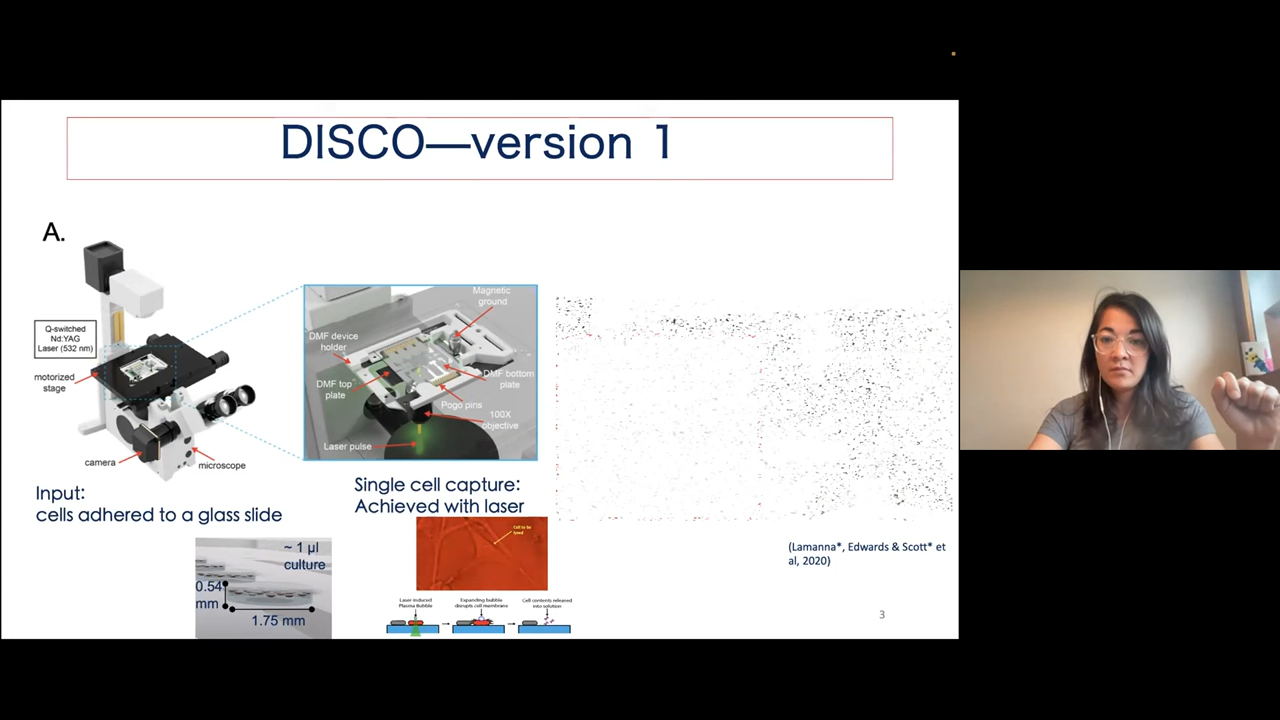 DISCO—version 1
A.
Q-switched
Nd:YAG
Laser (532 nm)
motorized
stage
camera
microscope
Magnetic
ground
DMF device
holder
DMF top
plate
DMF bottom
plate
Pogo pins
100X
objective
Laser pulse
Input:
cells adhered to a glass slide
Single cell capture:
Achieved with laser
~ 1 µl
culture
0.54
mm
1.75 mm
Cell to be
lysed
Laser-induced
Plasma Bubble
Expanding bubble
disrupts cell membrane
Cell contents released
into solution
(Lamanna*, Edwards & Scott* et
al, 2020)
3